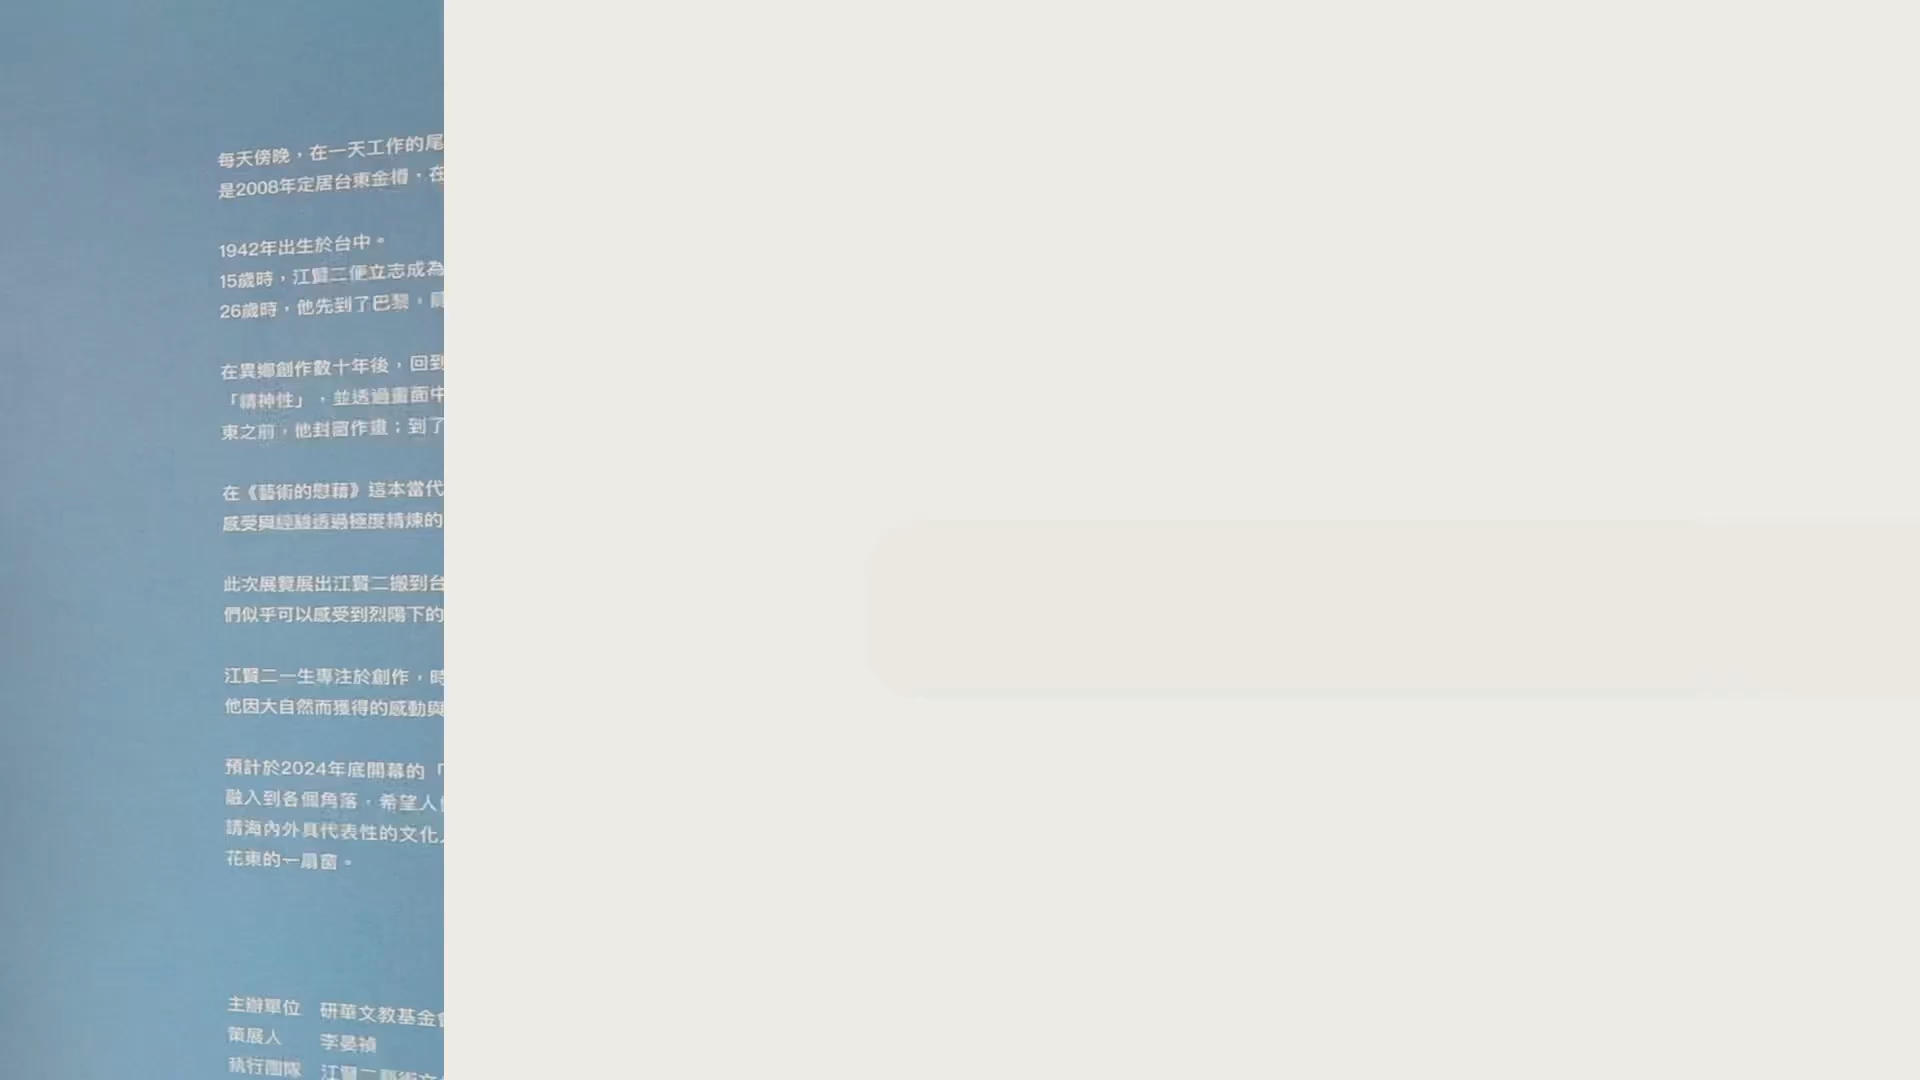 每天傍晚，在一天工作的尾
是2008年定居台東金樽，在
1942年出生於台中。
15歲時，江賢二便立志成為
26歲時，他先到了巴黎，
在異鄉創作數十年後，回到
「精神性」，並透過畫面中
東之前，他封窗作畫；到了
在《藝術的慰藉》這本當代
感受與經驗透過極度精煉的
此次展覽展出江賢二搬到台
們似乎可以感受到烈陽下的
江賢二一生專注於創作，時
他因大自然而獲得的感動與
預計於2024年底開幕的「
融入到各個角落，希望人
請海內外具代表性的文化
花東的一扇窗。
主辦單位 研華文教基金會
策展人 李晏禎
執行團隊 江賢二藝術文